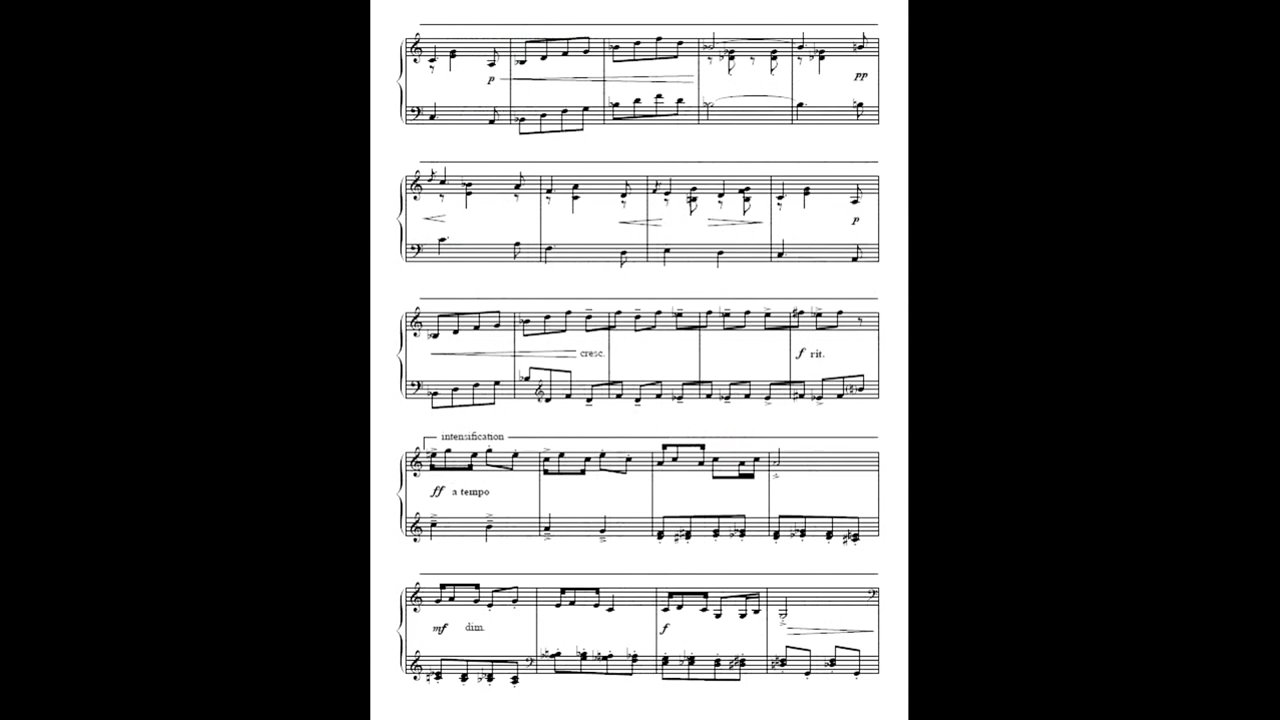 p
pp
p
cresc.
f rit.
intensification
ff a tempo
mf dim.
f